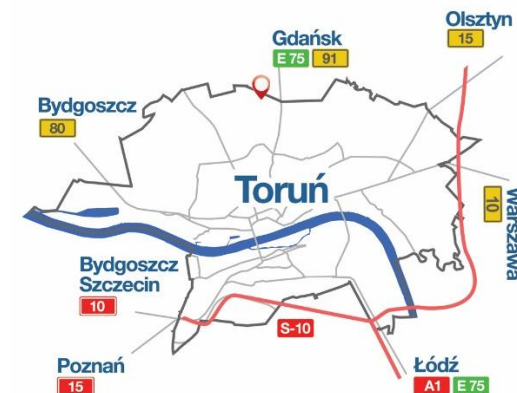 Olsztyn
15
Gdańsk
E 75 91
Bydgoszcz
80
Toruń
10
Warszawa
Bydgoszcz
Szczecin
10
S-10
Poznań
15
Łódź
A1 E 75